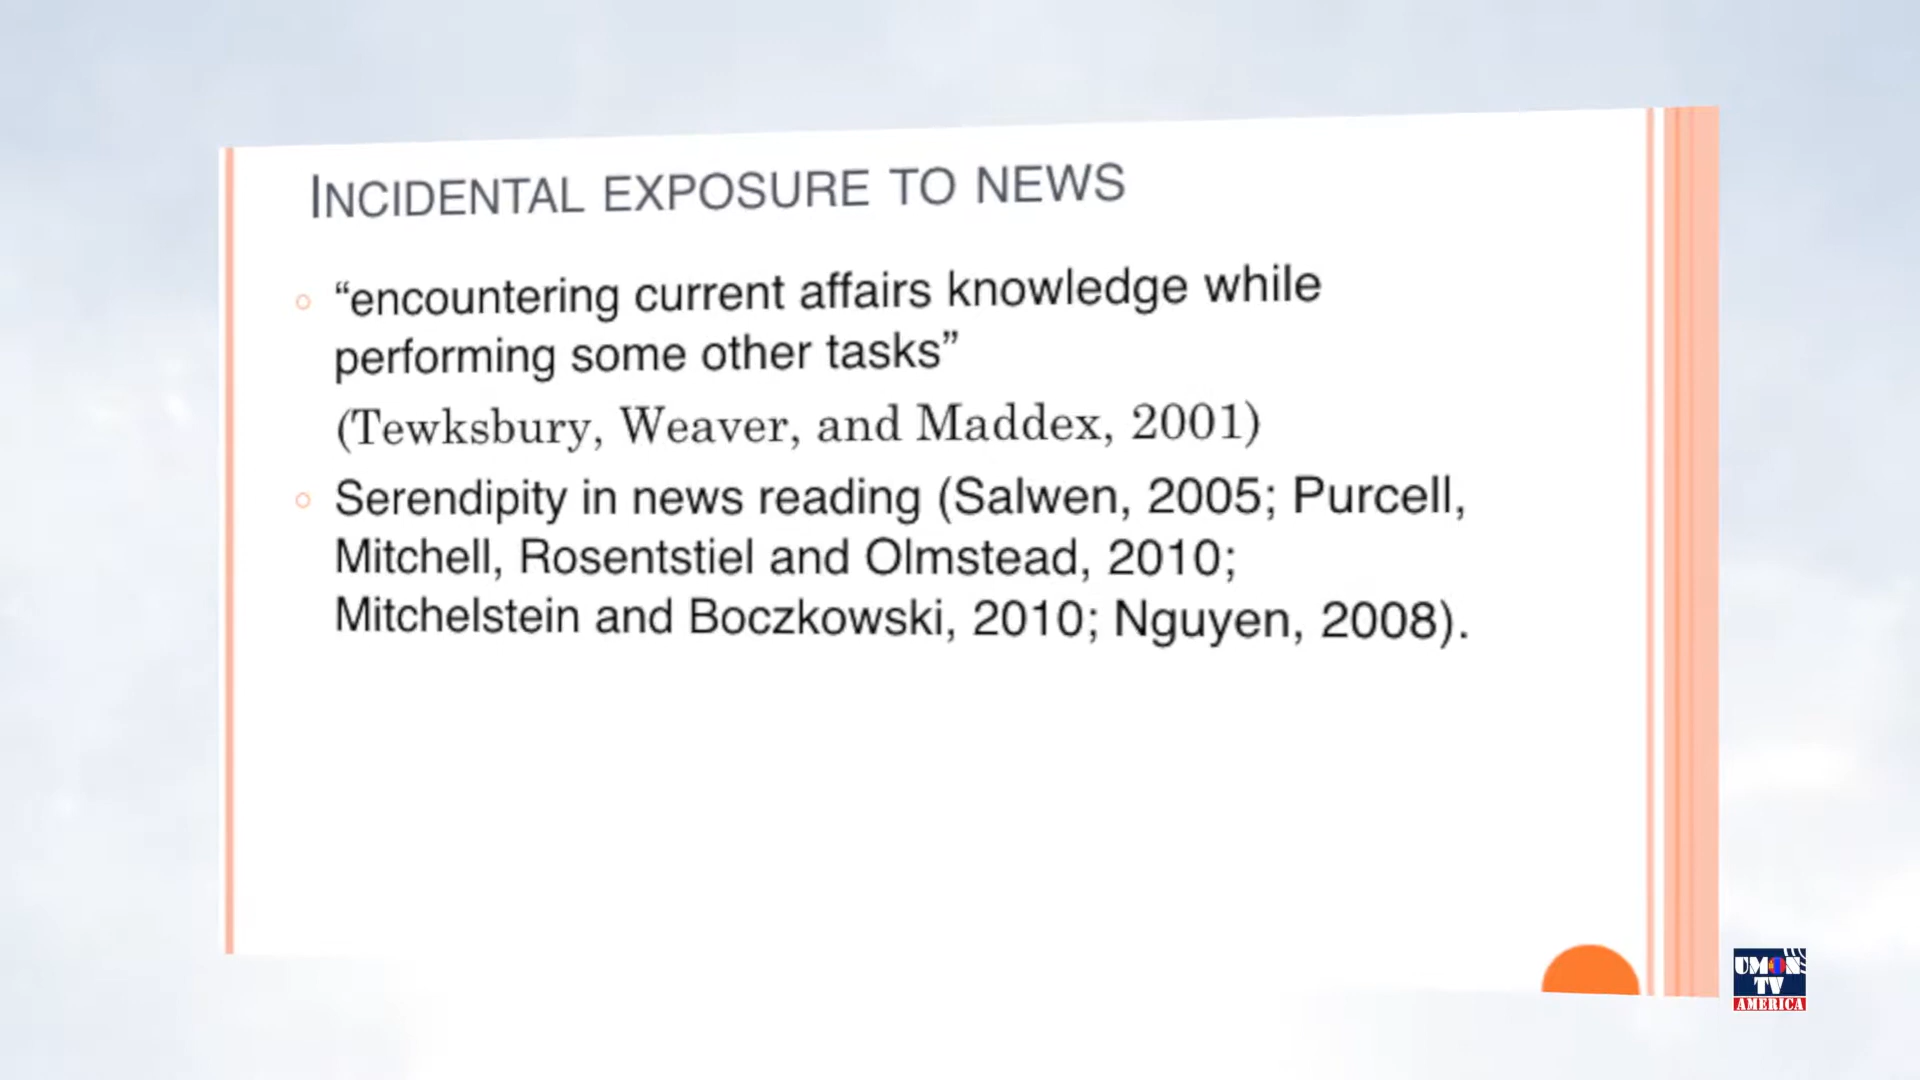 INCIDENTAL EXPOSURE TO NEWS
“encountering current affairs knowledge while
performing some other tasks”
(Tewksbury, Weaver, and Maddex, 2001)
Serendipity in news reading (Salwen, 2005; Purcell,
Mitchell, Rosentstiel and Olmstead, 2010;
Mitchelstein and Boczkowski, 2010; Nguyen, 2008).
UMON
TV
AMERICA